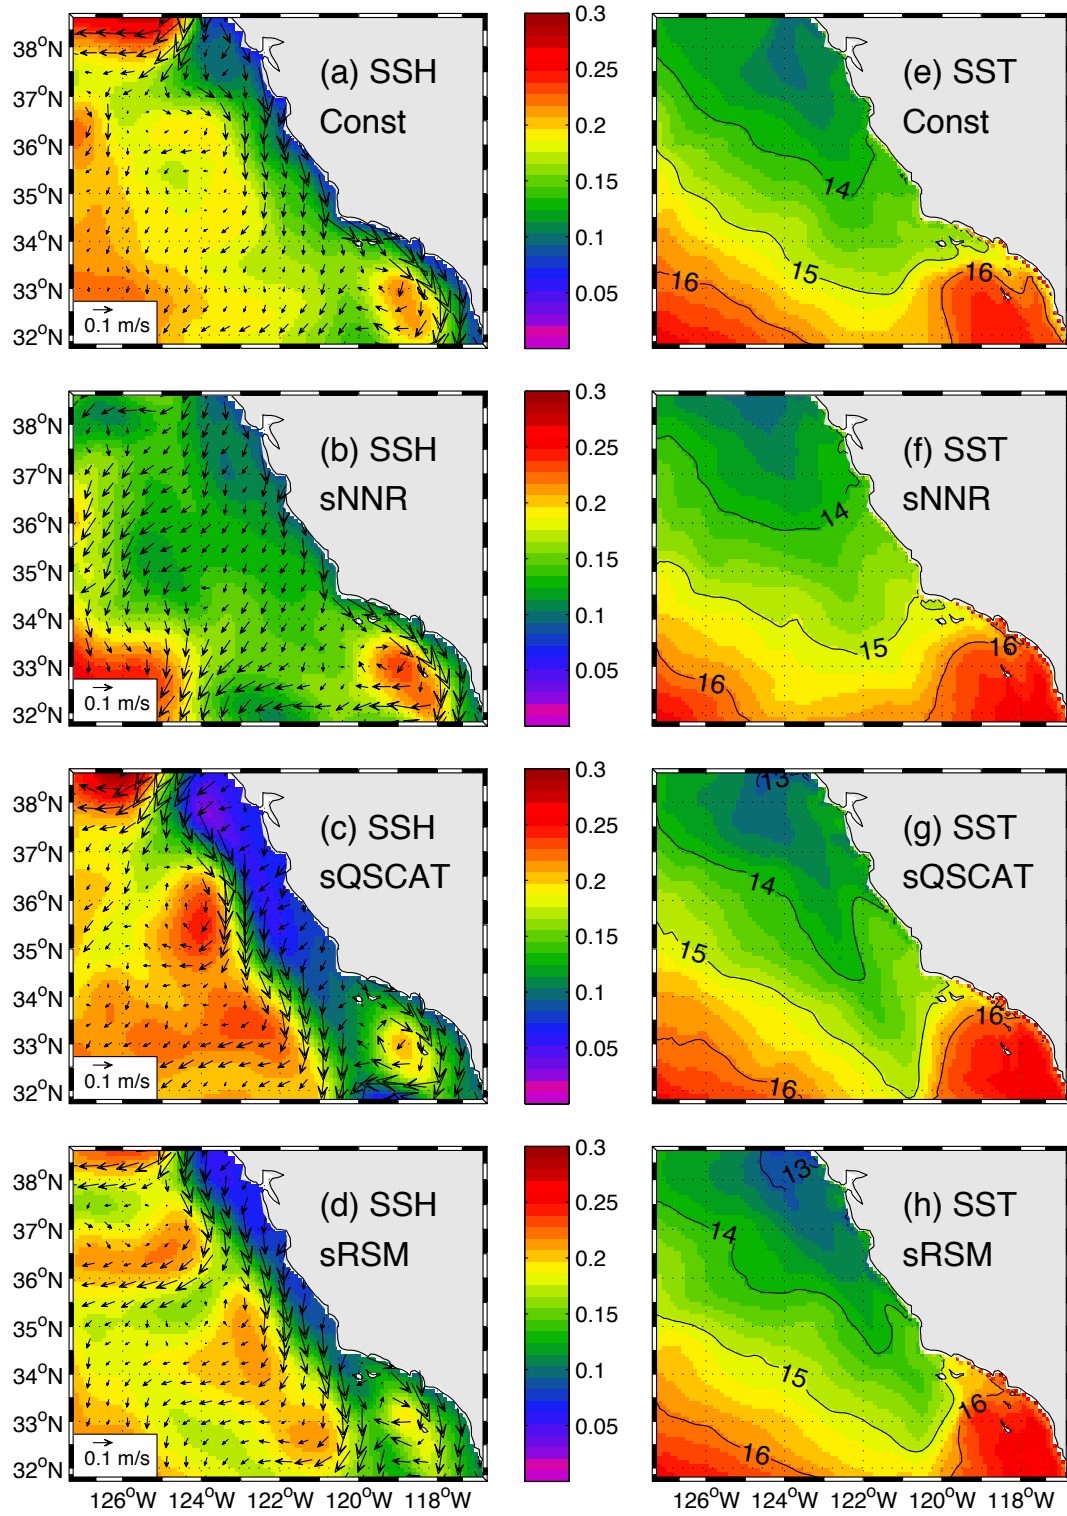 (a) SSH
Const
38°N
37°N
36°N
35°N
34°N
33°N
32°N
0.1 m/s
0.3
0.25
0.2
0.15
0.1
0.05
(e) SST
Const
14
15
16
16
(b) SSH
sNNR
38°N
37°N
36°N
35°N
34°N
33°N
32°N
0.1 m/s
0.3
0.25
0.2
0.15
0.1
0.05
(f) SST
sNNR
14
15
16
16
(c) SSH
sQSCAT
38°N
37°N
36°N
35°N
34°N
33°N
32°N
0.1 m/s
0.3
0.25
0.2
0.15
0.1
0.05
13
(g) SST
sQSCAT
14
15
16
16
(d) SSH
sRSM
38°N
37°N
36°N
35°N
34°N
33°N
32°N
0.1 m/s
126°W 124°W 122°W 120°W 118°W
0.3
0.25
0.2
0.15
0.1
0.05
13
(h) SST
sRSM
14
15
16
16
126°W 124°W 122°W 120°W 118°W